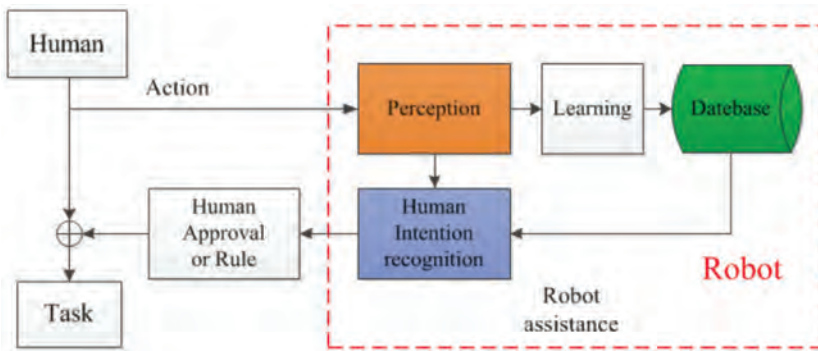 Human
Action
Perception
Learning
Datebase
Human
Approval
or Rule
Human
Intention
recognition
Robot
Task
Robot
assistance